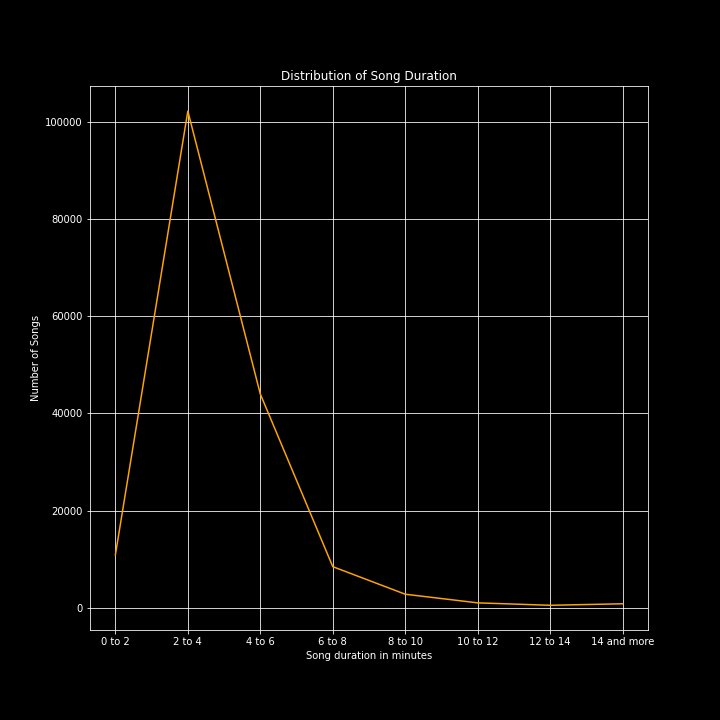 Distribution of Song Duration
Number of Songs
100000
80000
60000
40000
20000
0
0 to 2 2 to 4 4 to 6 6 to 8 8 to 10 10 to 12 12 to 14 14 and more
Song duration in minutes